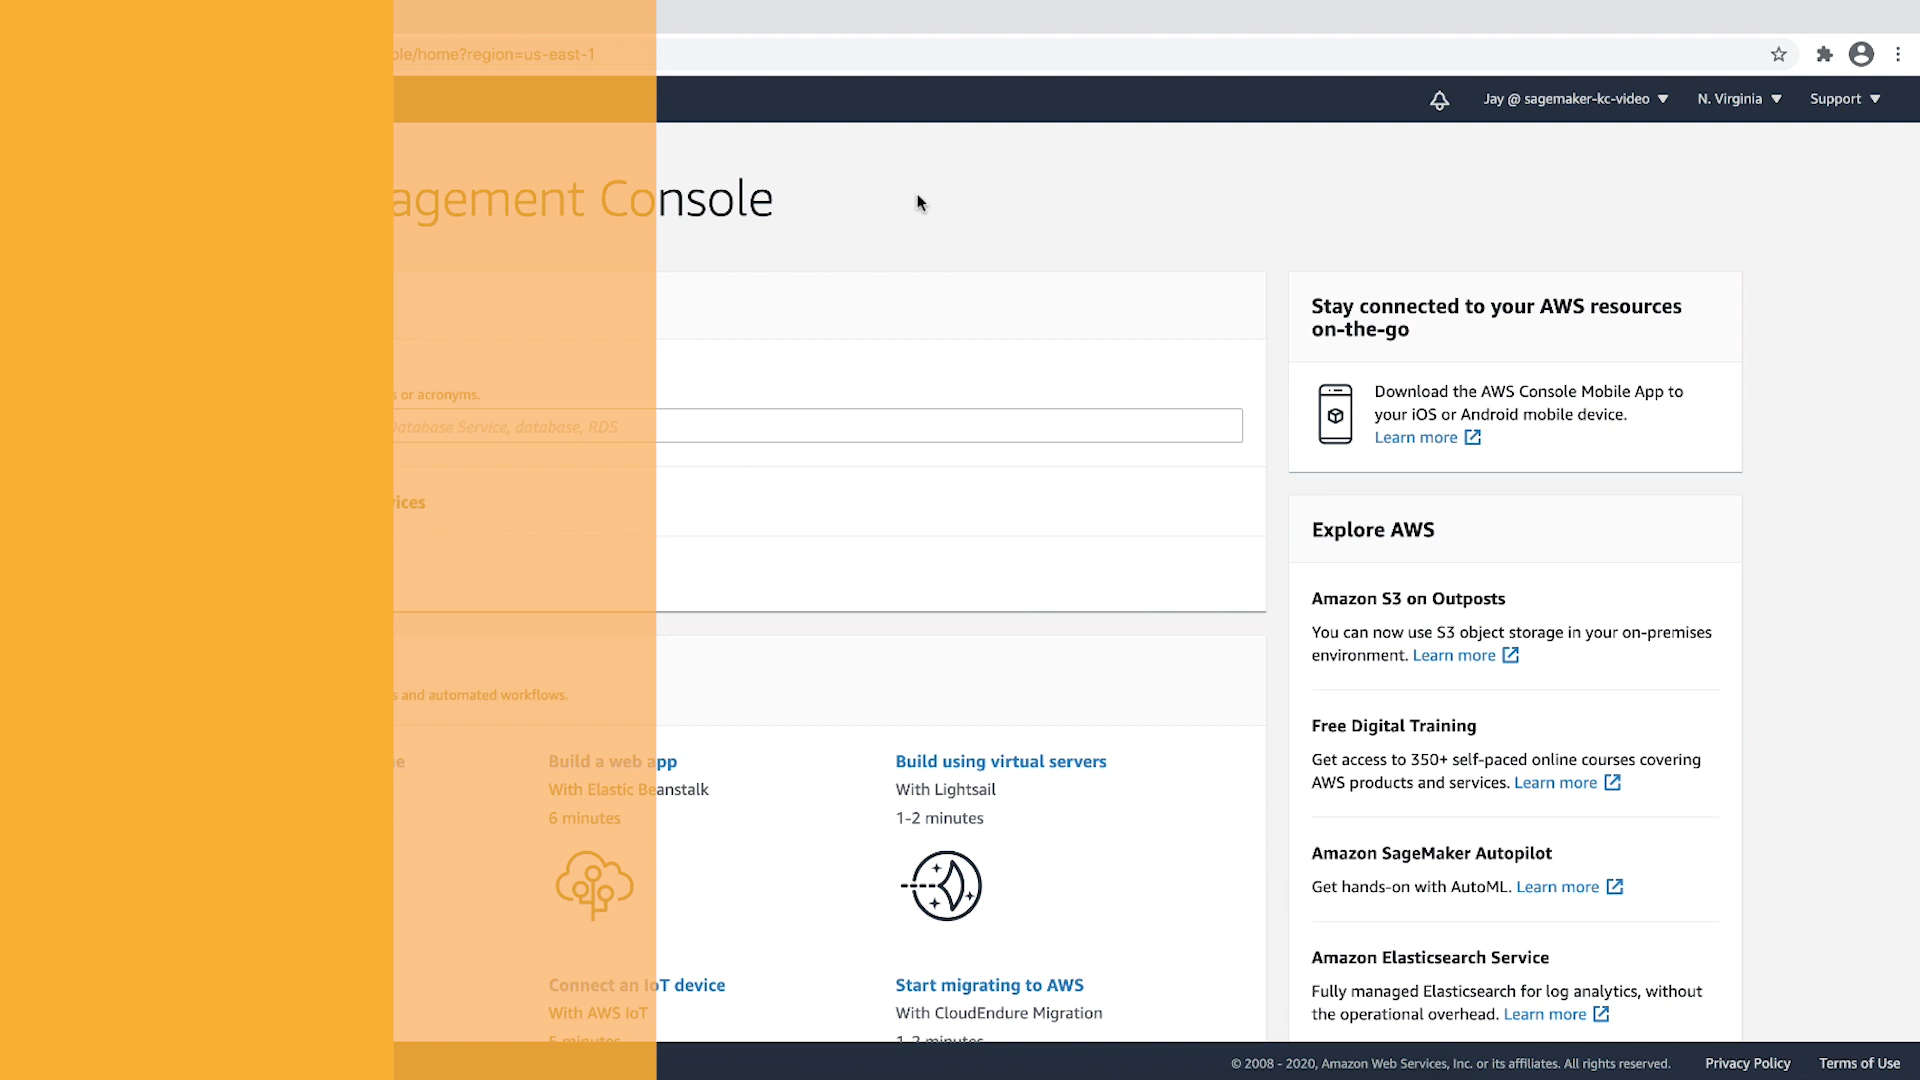 ole/home?region=us-east-1
Jay @ sagemaker-kc-video
N. Virginia
Support
agement Console
s or acronyms.
Database Service, database, RDS
vices
s and automated workflows.
Build a web app
With Elastic Beanstalk
6 minutes
Build using virtual servers
With Lightsail
1-2 minutes
Connect an IoT device
With AWS IoT
5 minutes
Start migrating to AWS
With CloudEndure Migration
1-2 minutes
Stay connected to your AWS resources
on-the-go
Download the AWS Console Mobile App to
your iOS or Android mobile device.
Learn more
Explore AWS
Amazon S3 on Outposts
You can now use S3 object storage in your on-premises
environment. Learn more
Free Digital Training
Get access to 350+ self-paced online courses covering
AWS products and services. Learn more
Amazon SageMaker Autopilot
Get hands-on with AutoML. Learn more
Amazon Elasticsearch Service
Fully managed Elasticsearch for log analytics, without
the operational overhead. Learn more
© 2008 - 2020, Amazon Web Services, Inc. or its affiliates. All rights reserved.
Privacy Policy
Terms of Use